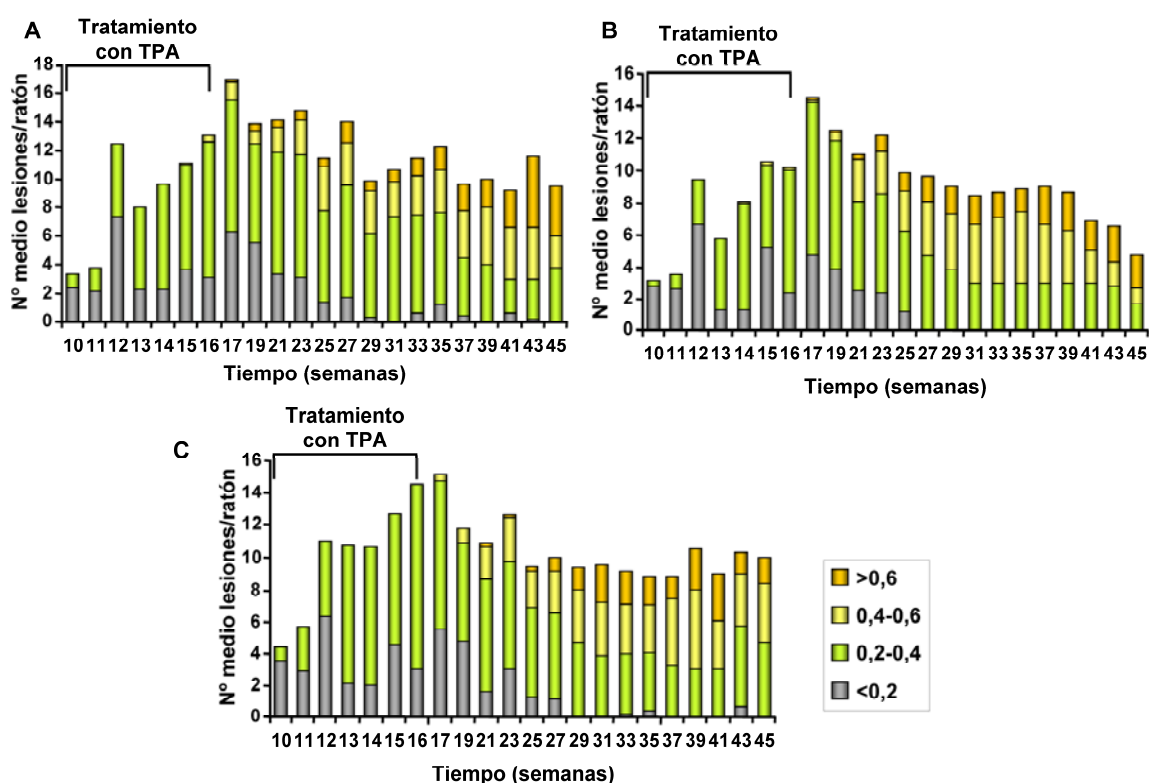 A
Tratamiento
con TPA
Nº medio lesiones/ratón
18
16
14
12
10
8
6
4
2
0
10 11 12 13 14 15 16 17 19 21 23 25 27 29 31 33 35 37 39 41 43 45
Tiempo (semanas)
B
Tratamiento
con TPA
Nº medio lesiones/ratón
16
14
12
10
8
6
4
2
0
10 11 12 13 14 15 16 17 19 21 23 25 27 29 31 33 35 37 39 41 43 45
Tiempo (semanas)
C
Tratamiento
con TPA
Nº medio lesiones/ratón
16
14
12
10
8
6
4
2
0
10 11 12 13 14 15 16 17 19 21 23 25 27 29 31 33 35 37 39 41 43 45
Tiempo (semanas)
>0,6
0,4-0,6
0,2-0,4
<0,2